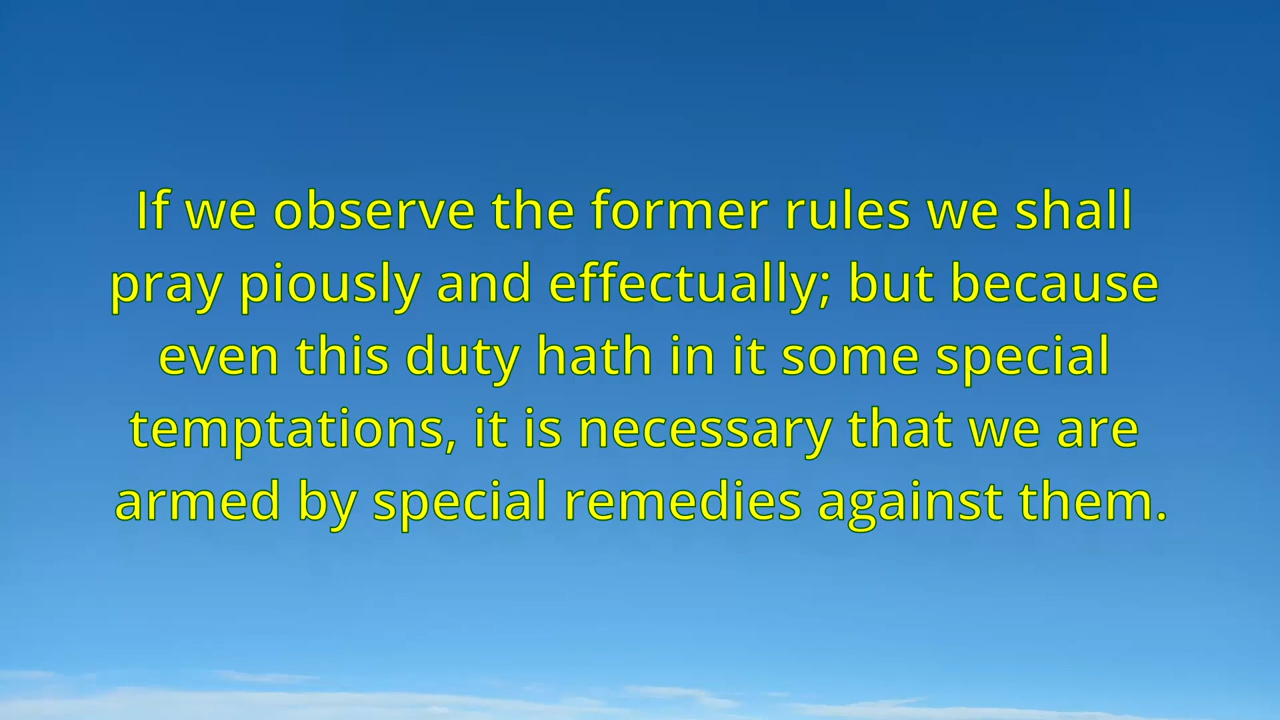 If we observe the former rules we shall
pray piously and effectually; but because
even this duty hath in it some special
temptations, it is necessary that we are
armed by special remedies against them.